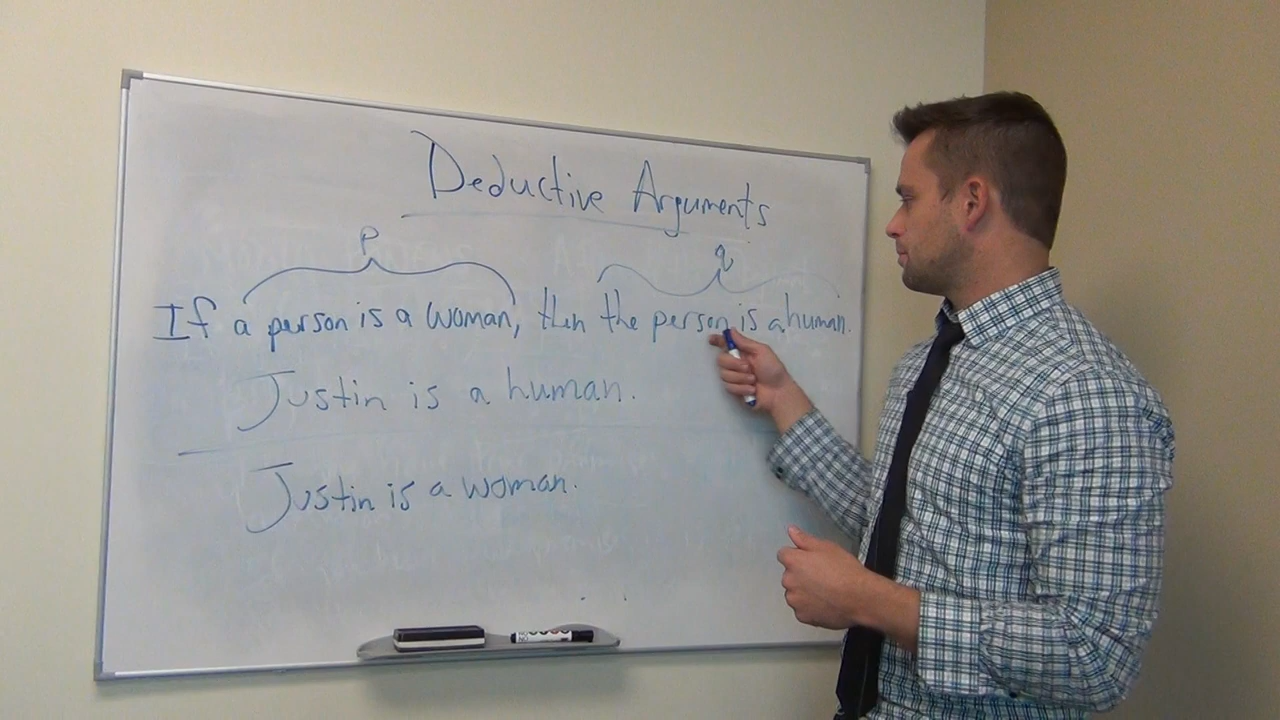 Deductive Arguments
p q
If a person is a woman, then the person is a human.
Justin is a human.
Justin is a woman.